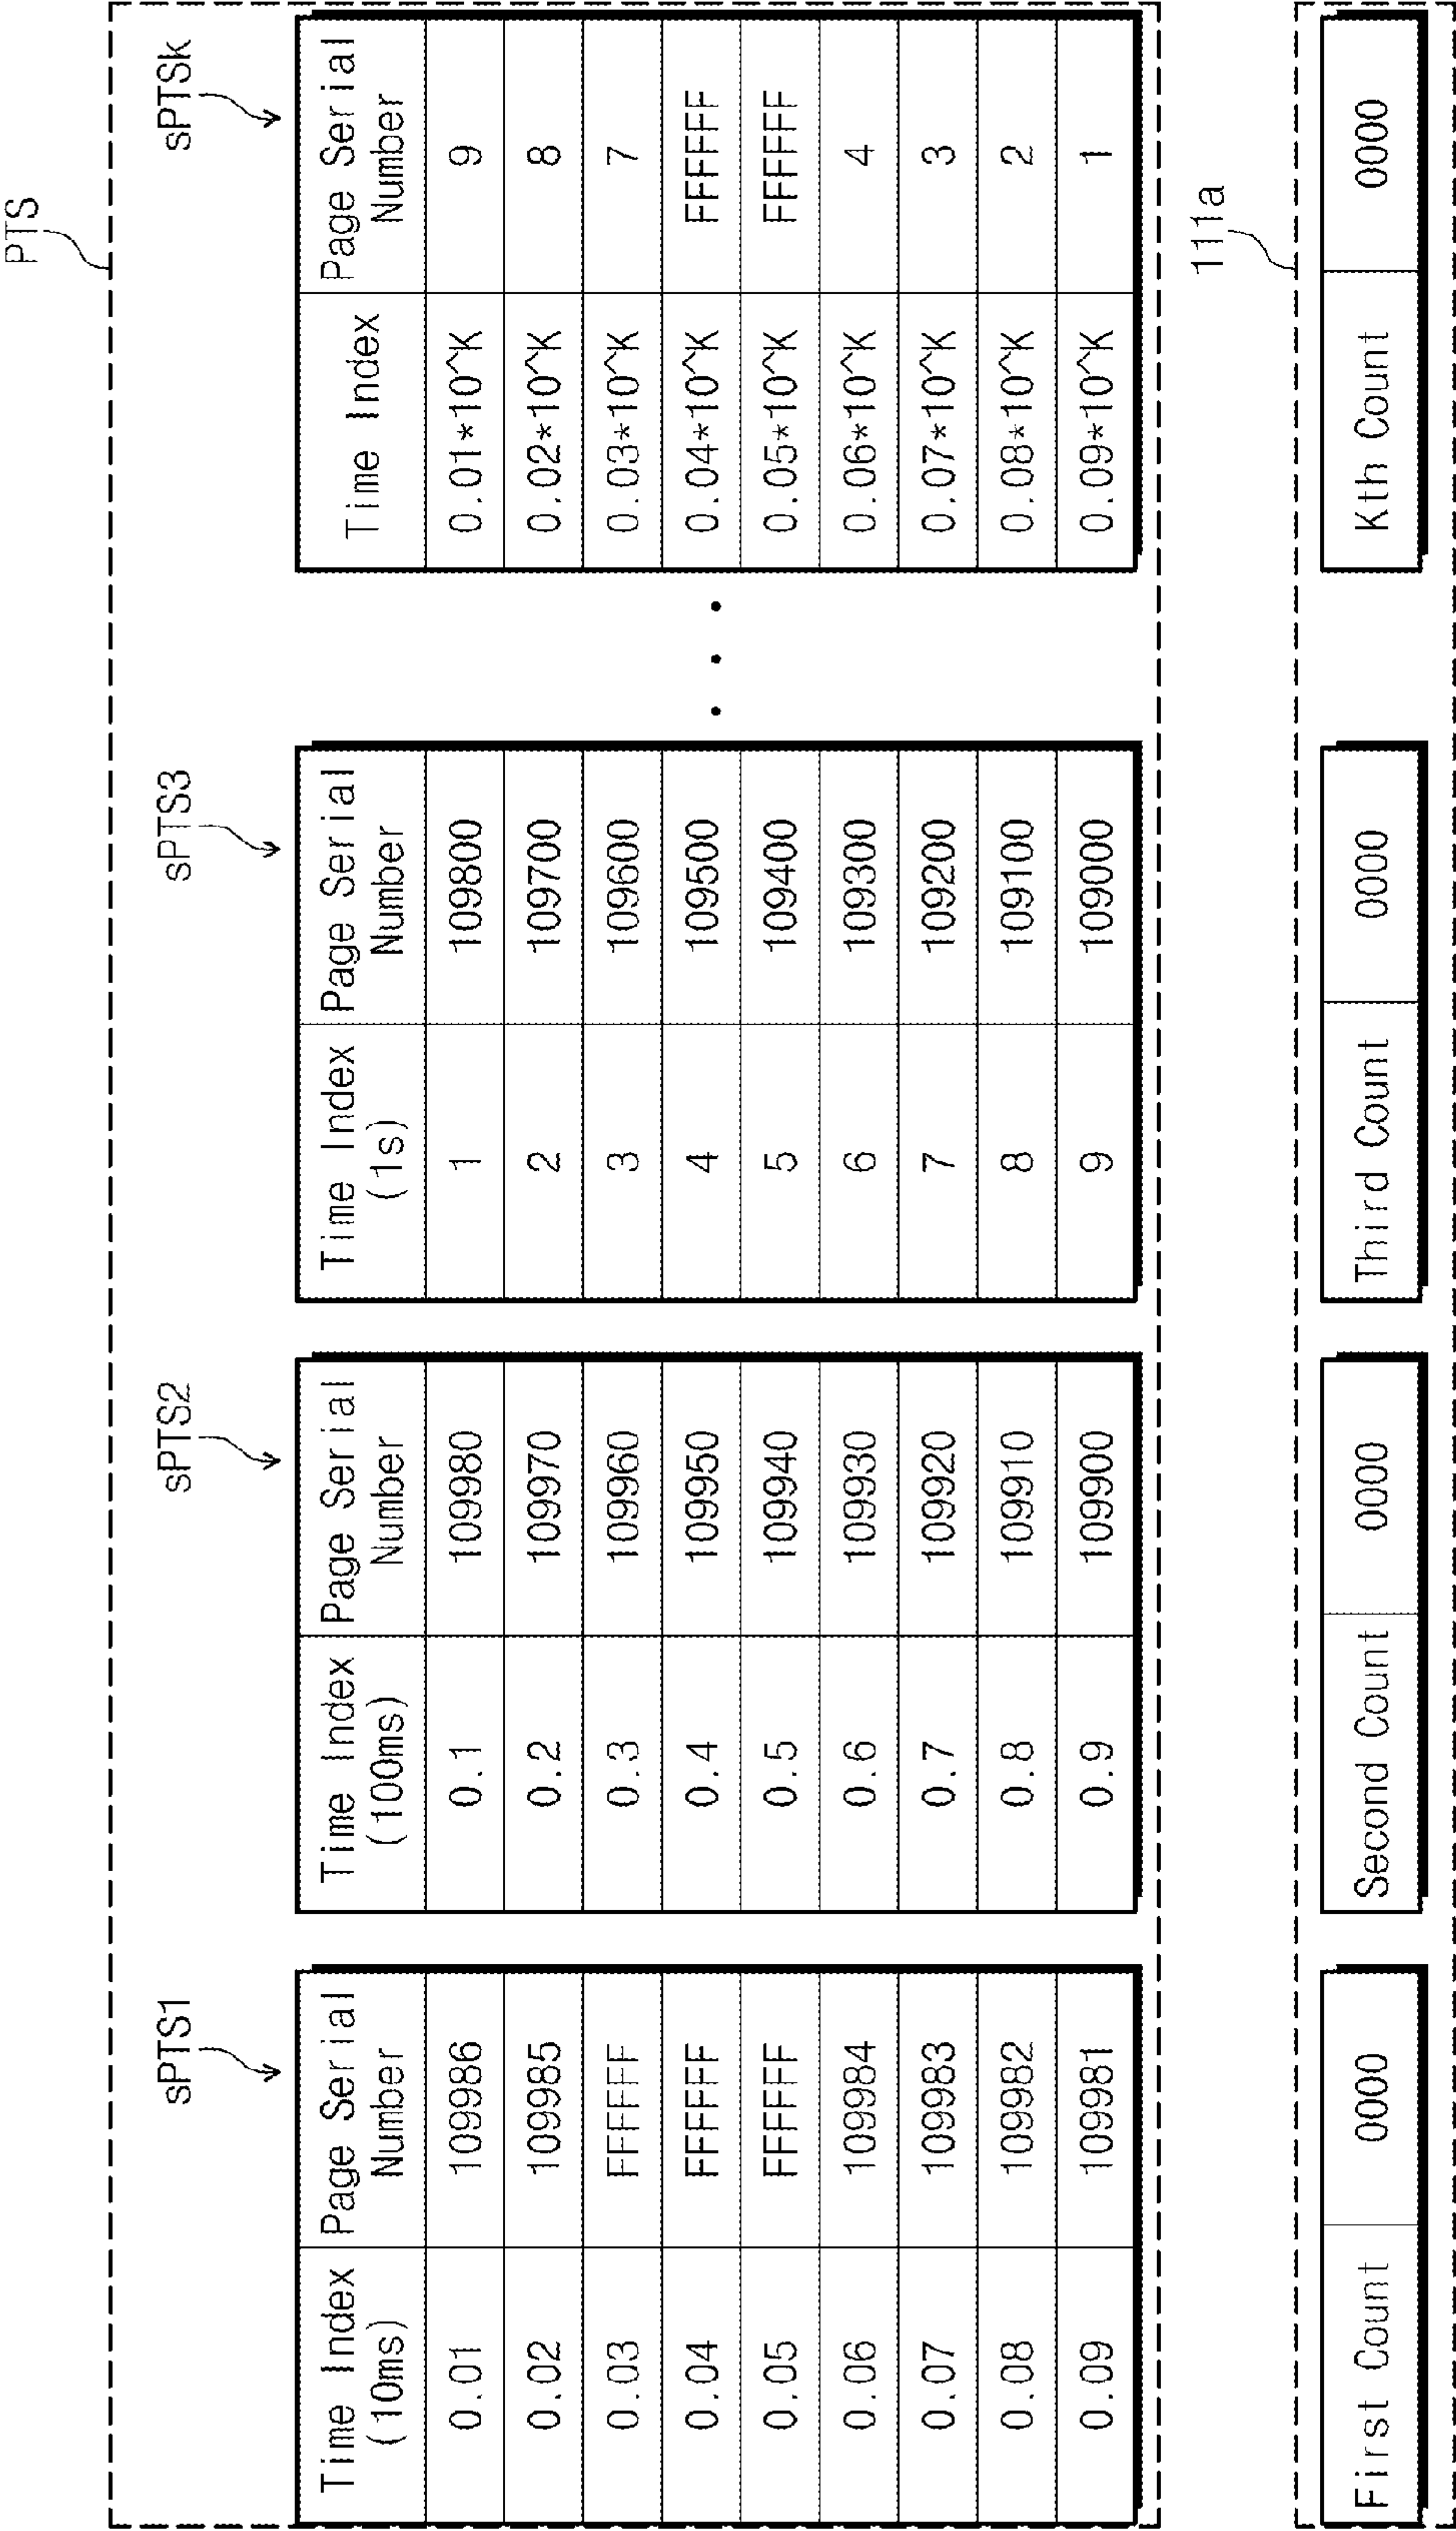 PTS
sPTS1
sPTS2
sPTS3
sPTSk
Time Index
(10ms)
Page Serial
Number
0.01 109986
0.02 109985
0.03 FFFFFF
0.04 FFFFFF
0.05 FFFFFF
0.06 109984
0.07 109983
0.08 109982
0.09 109981
Time Index
(100ms)
Page Serial
Number
0.1 109980
0.2 109970
0.3 109960
0.4 109950
0.5 109940
0.6 109930
0.7 109920
0.8 109910
0.9 109900
Time Index
(1s)
Page Serial
Number
1 109800
2 109700
3 109600
4 109500
5 109400
6 109300
7 109200
8 109100
9 109000
• • •
Time Index
Page Serial
Number
0.01*10^K 9
0.02*10^K 8
0.03*10^K 7
0.04*10^K FFFFFF
0.05*10^K FFFFFF
0.06*10^K 4
0.07*10^K 3
0.08*10^K 2
0.09*10^K 1
111a
First Count 0000
Second Count 0000
Third Count 0000
Kth Count 0000